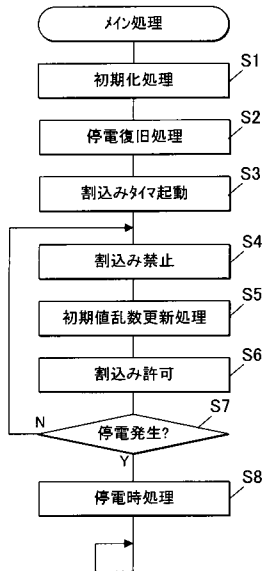 メイン処理
S1
初期化処理
S2
停電復旧処理
S3
割込みタイマ起動
S4
割込み禁止
S5
初期値乱数更新処理
S6
割込み許可
S7
停電発生?
N
Y
S8
停電時処理